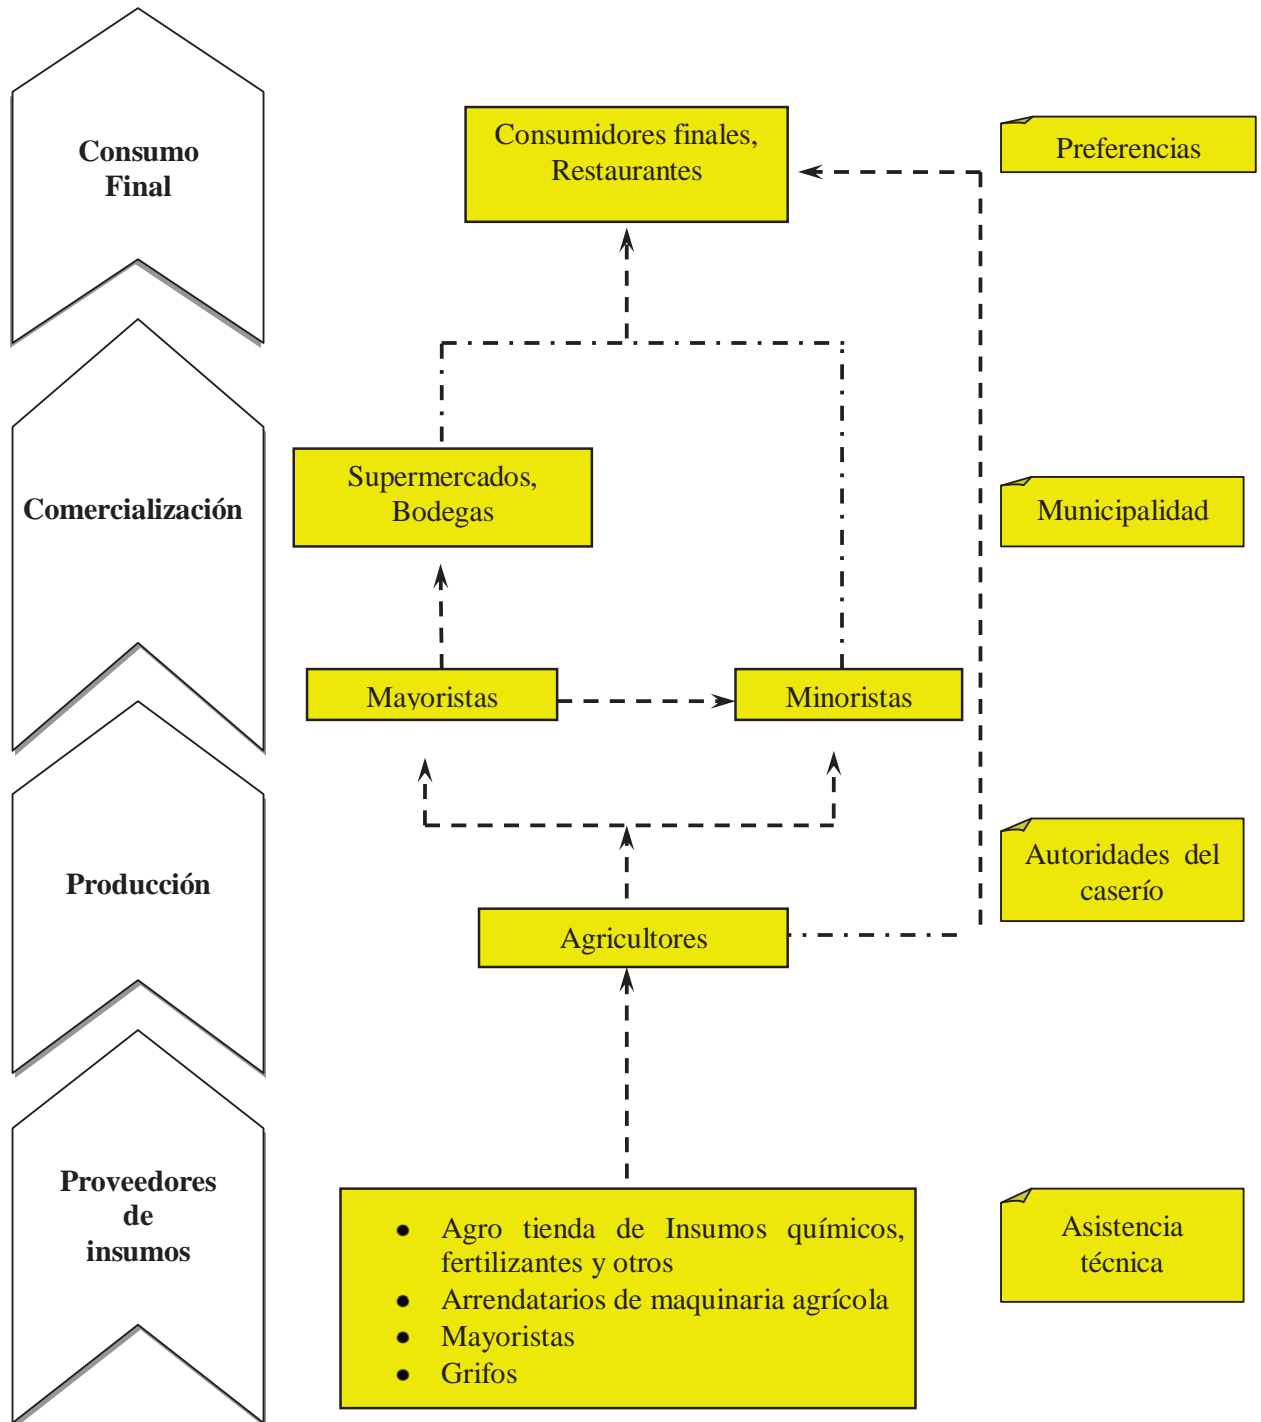 Consumo
Final
Consumidores finales,
Restaurantes
Preferencias
Comercialización
Supermercados,
Bodegas
Municipalidad
Mayoristas
Minoristas
Producción
Agricultores
Autoridades del
caserío
Proveedores
de
insumos
● Agro tienda de Insumos químicos,
fertilizantes y otros
● Arrendatarios de maquinaria agrícola
● Mayoristas
● Grifos
Asistencia
técnica